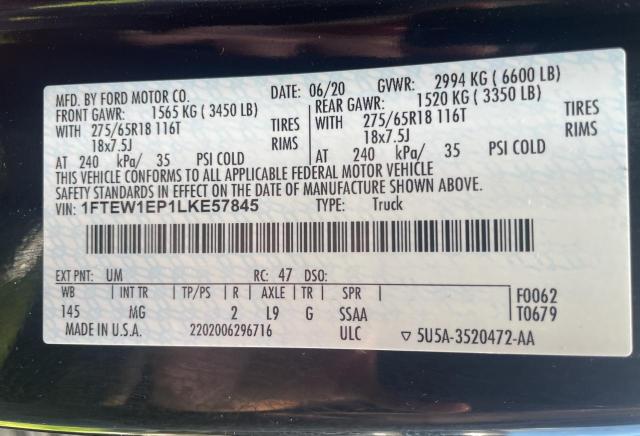 MFD. BY FORD MOTOR CO. DATE: 06/20 GVWR: 2994 KG ( 6600 LB)
FRONT GAWR: 1565 KG ( 3450 LB) REAR GAWR: 1520 KG ( 3350 LB)
WITH 275/65R18 116T TIRES WITH 275/65R18 116T TIRES
18x7.5J RIMS 18x7.5J RIMS
AT 240 kPa/ 35 PSI COLD AT 240 kPa/ 35 PSI COLD
THIS VEHICLE CONFORMS TO ALL APPLICABLE FEDERAL MOTOR VEHICLE
SAFETY STANDARDS IN EFFECT ON THE DATE OF MANUFACTURE SHOWN ABOVE.
VIN: 1FTEW1EP1LKE57845 TYPE: Truck
EXT PNT: UM RC: 47 DSO:
WB INT TR TP/PS R AXLE TR SPR F0062
145 MG 2 L9 G SSAA T0679
MADE IN U.S.A. 2202006296716 ULC ▽ 5U5A-3520472-AA